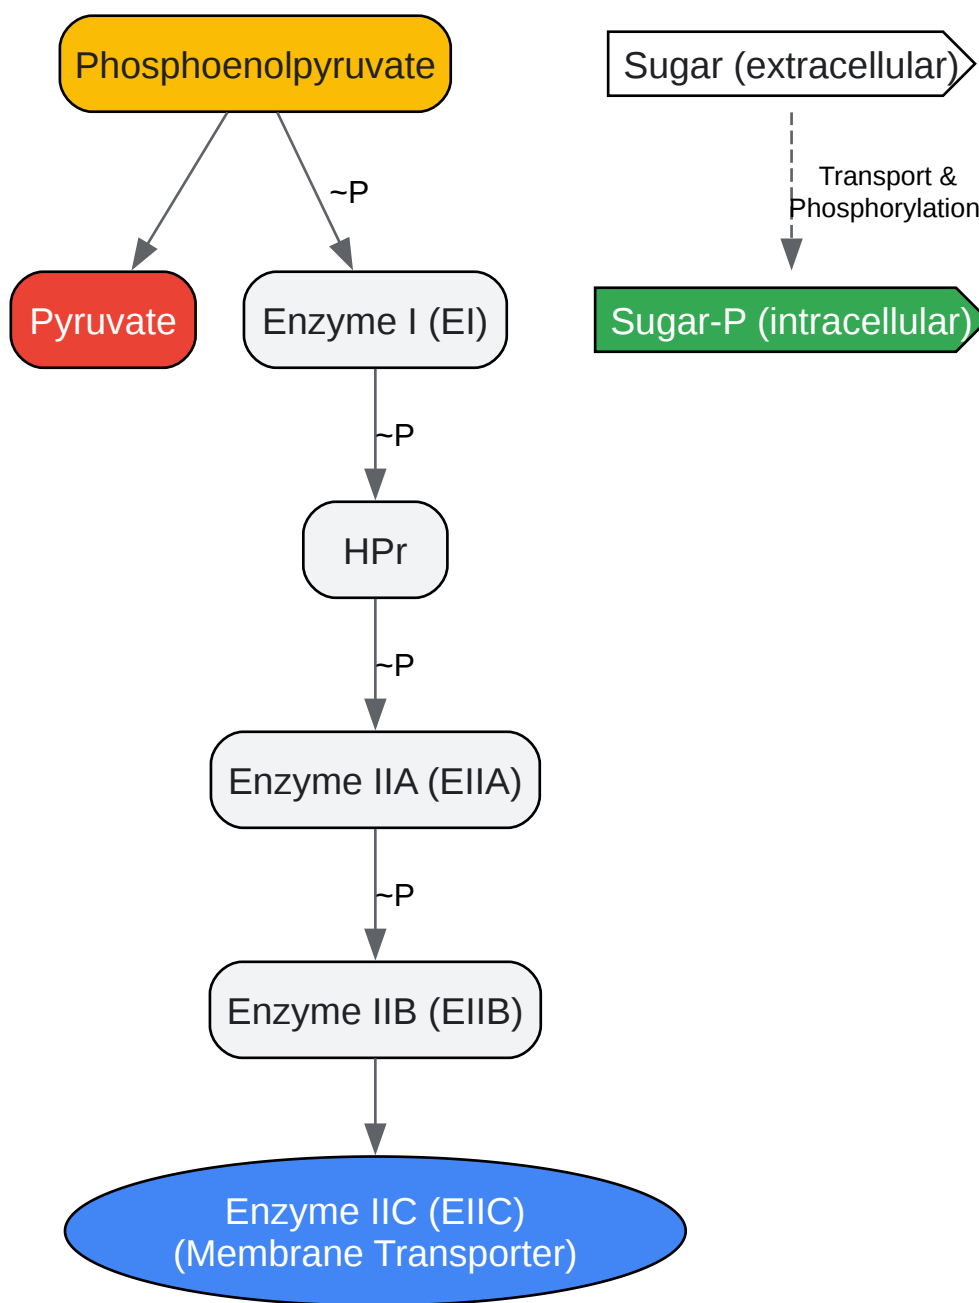 Phosphoenolpyruvate
Sugar (extracellular)
~P
Transport &
Phosphorylation
Pyruvate
Enzyme I (EI)
Sugar-P (intracellular)
~P
HPr
~P
Enzyme IIA (EIIA)
~P
Enzyme IIB (EIIB)
Enzyme IIC (EIIC)
(Membrane Transporter)